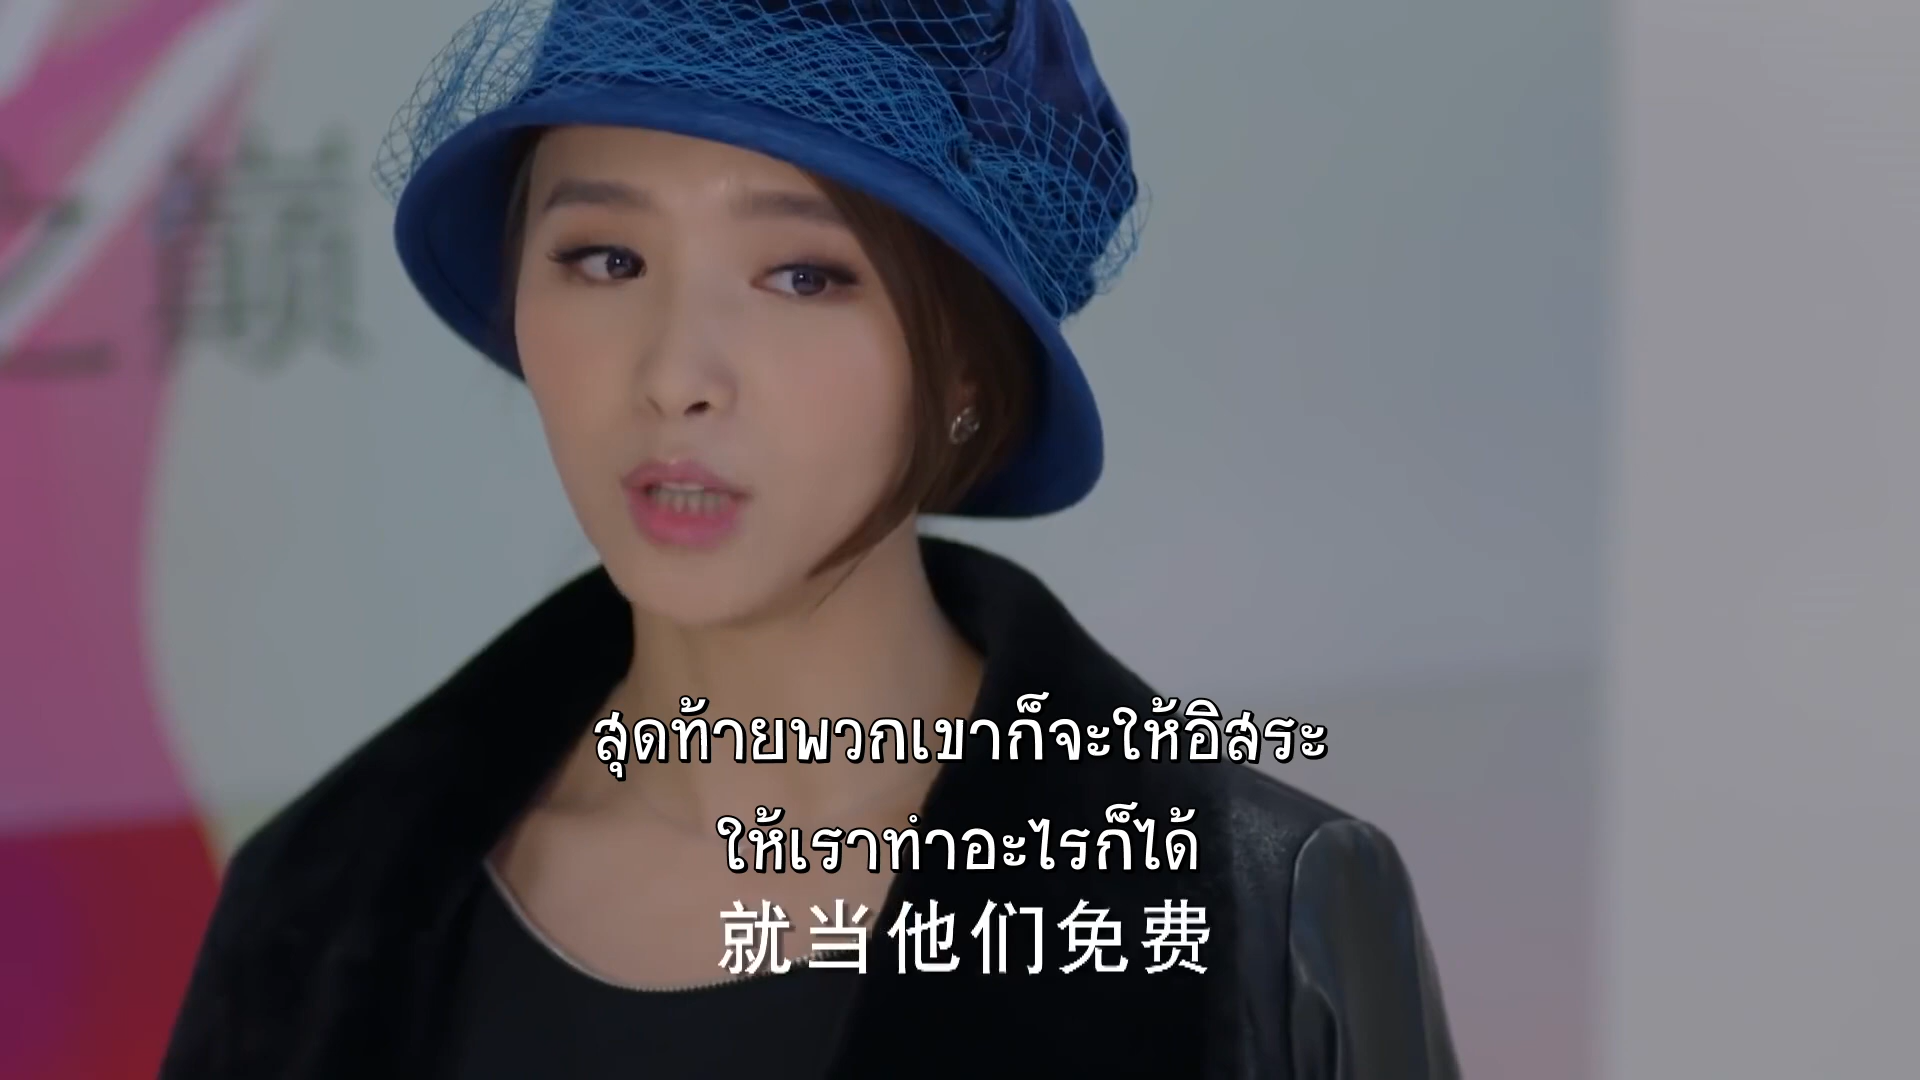 之巅
สุดท้ายพวกเขาก็จะให้อิสระ
ให้เราทำอะไรก็ได้
就当他们免费